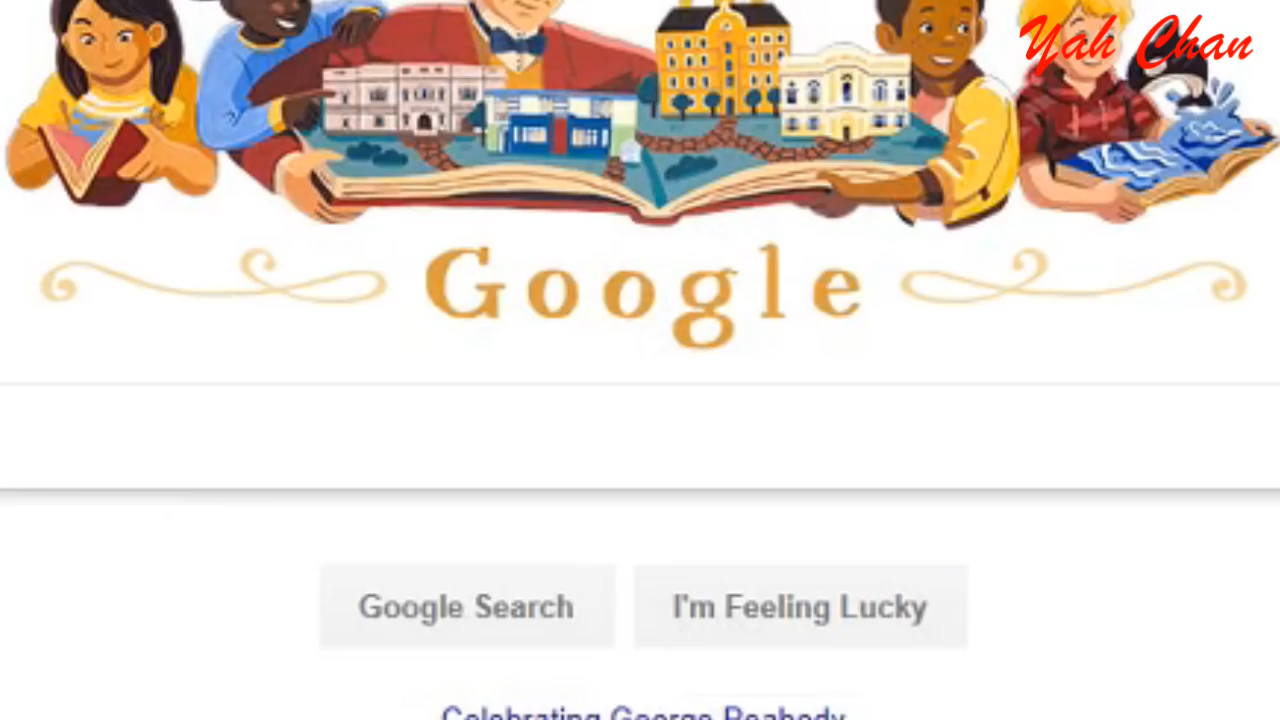 Yah Chan
Google
Google Search
I'm Feeling Lucky
Celebrating George Peabody